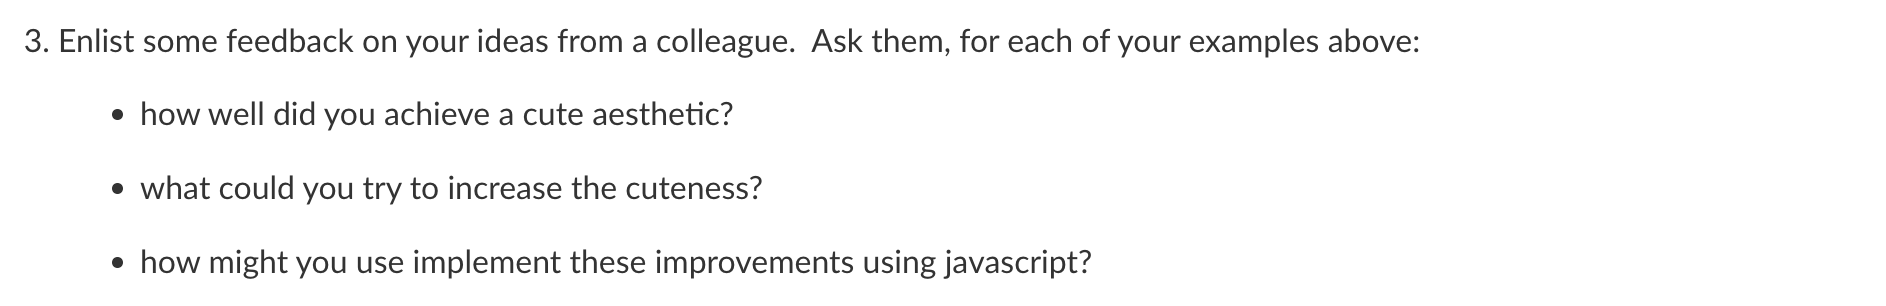 3. Enlist some feedback on your ideas from a colleague.  Ask them, for each of your examples above:
• how well did you achieve a cute aesthetic?
• what could you try to increase the cuteness?
• how might you use implement these improvements using javascript?